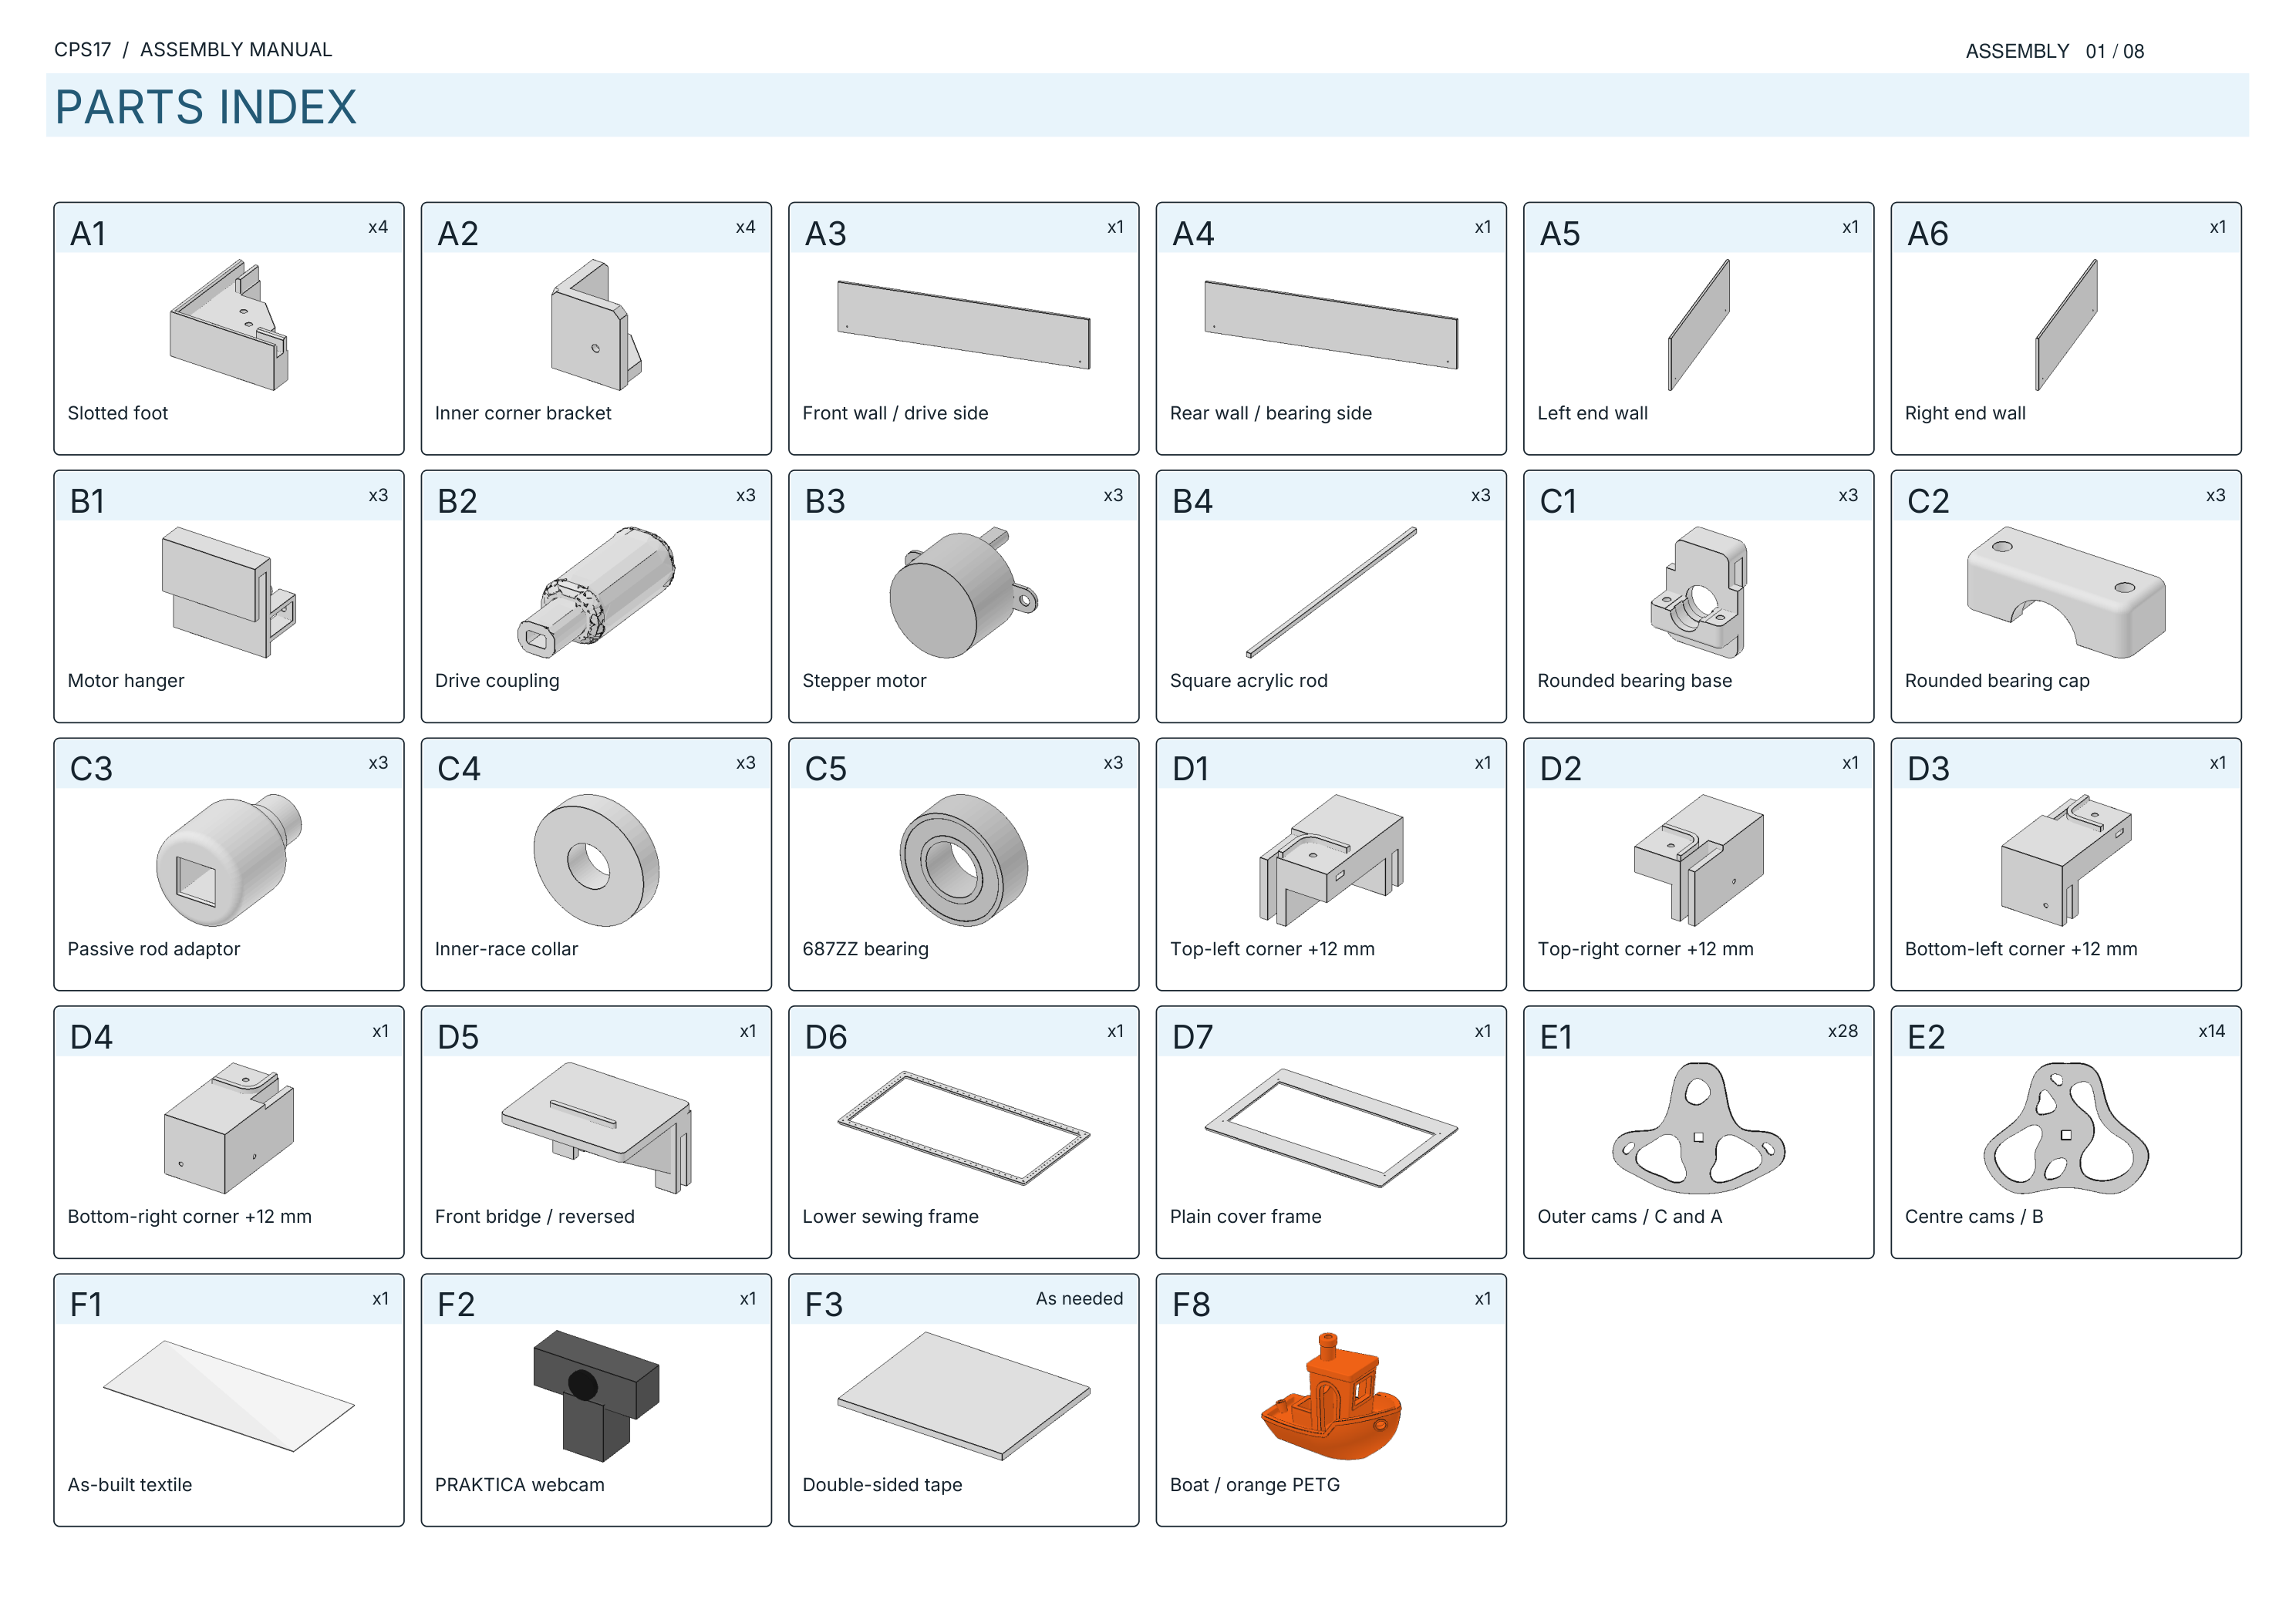 CPS17 / ASSEMBLY MANUAL
ASSEMBLY 01 / 08
PARTS INDEX
A1 x4
Slotted foot
A2 x4
Inner corner bracket
A3 x1
Front wall / drive side
A4 x1
Rear wall / bearing side
A5 x1
Left end wall
A6 x1
Right end wall
B1 x3
Motor hanger
B2 x3
Drive coupling
B3 x3
Stepper motor
B4 x3
Square acrylic rod
C1 x3
Rounded bearing base
C2 x3
Rounded bearing cap
C3 x3
Passive rod adaptor
C4 x3
Inner-race collar
C5 x3
687ZZ bearing
D1 x1
Top-left corner +12 mm
D2 x1
Top-right corner +12 mm
D3 x1
Bottom-left corner +12 mm
D4 x1
Bottom-right corner +12 mm
D5 x1
Front bridge / reversed
D6 x1
Lower sewing frame
D7 x1
Plain cover frame
E1 x28
Outer cams / C and A
E2 x14
Centre cams / B
F1 x1
As-built textile
F2 x1
PRAKTICA webcam
F3 As needed
Double-sided tape
F8 x1
Boat / orange PETG